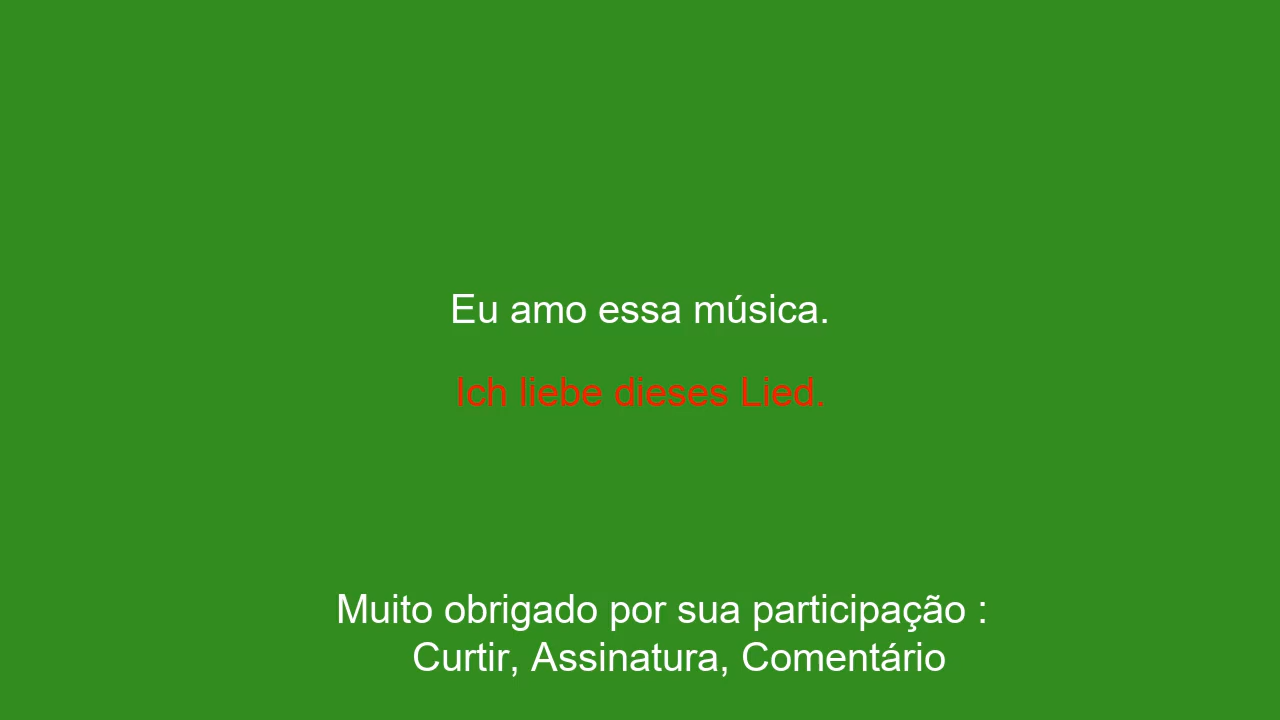 Eu amo essa música.
Ich liebe dieses Lied.
Muito obrigado por sua participação :
Curtir, Assinatura, Comentário